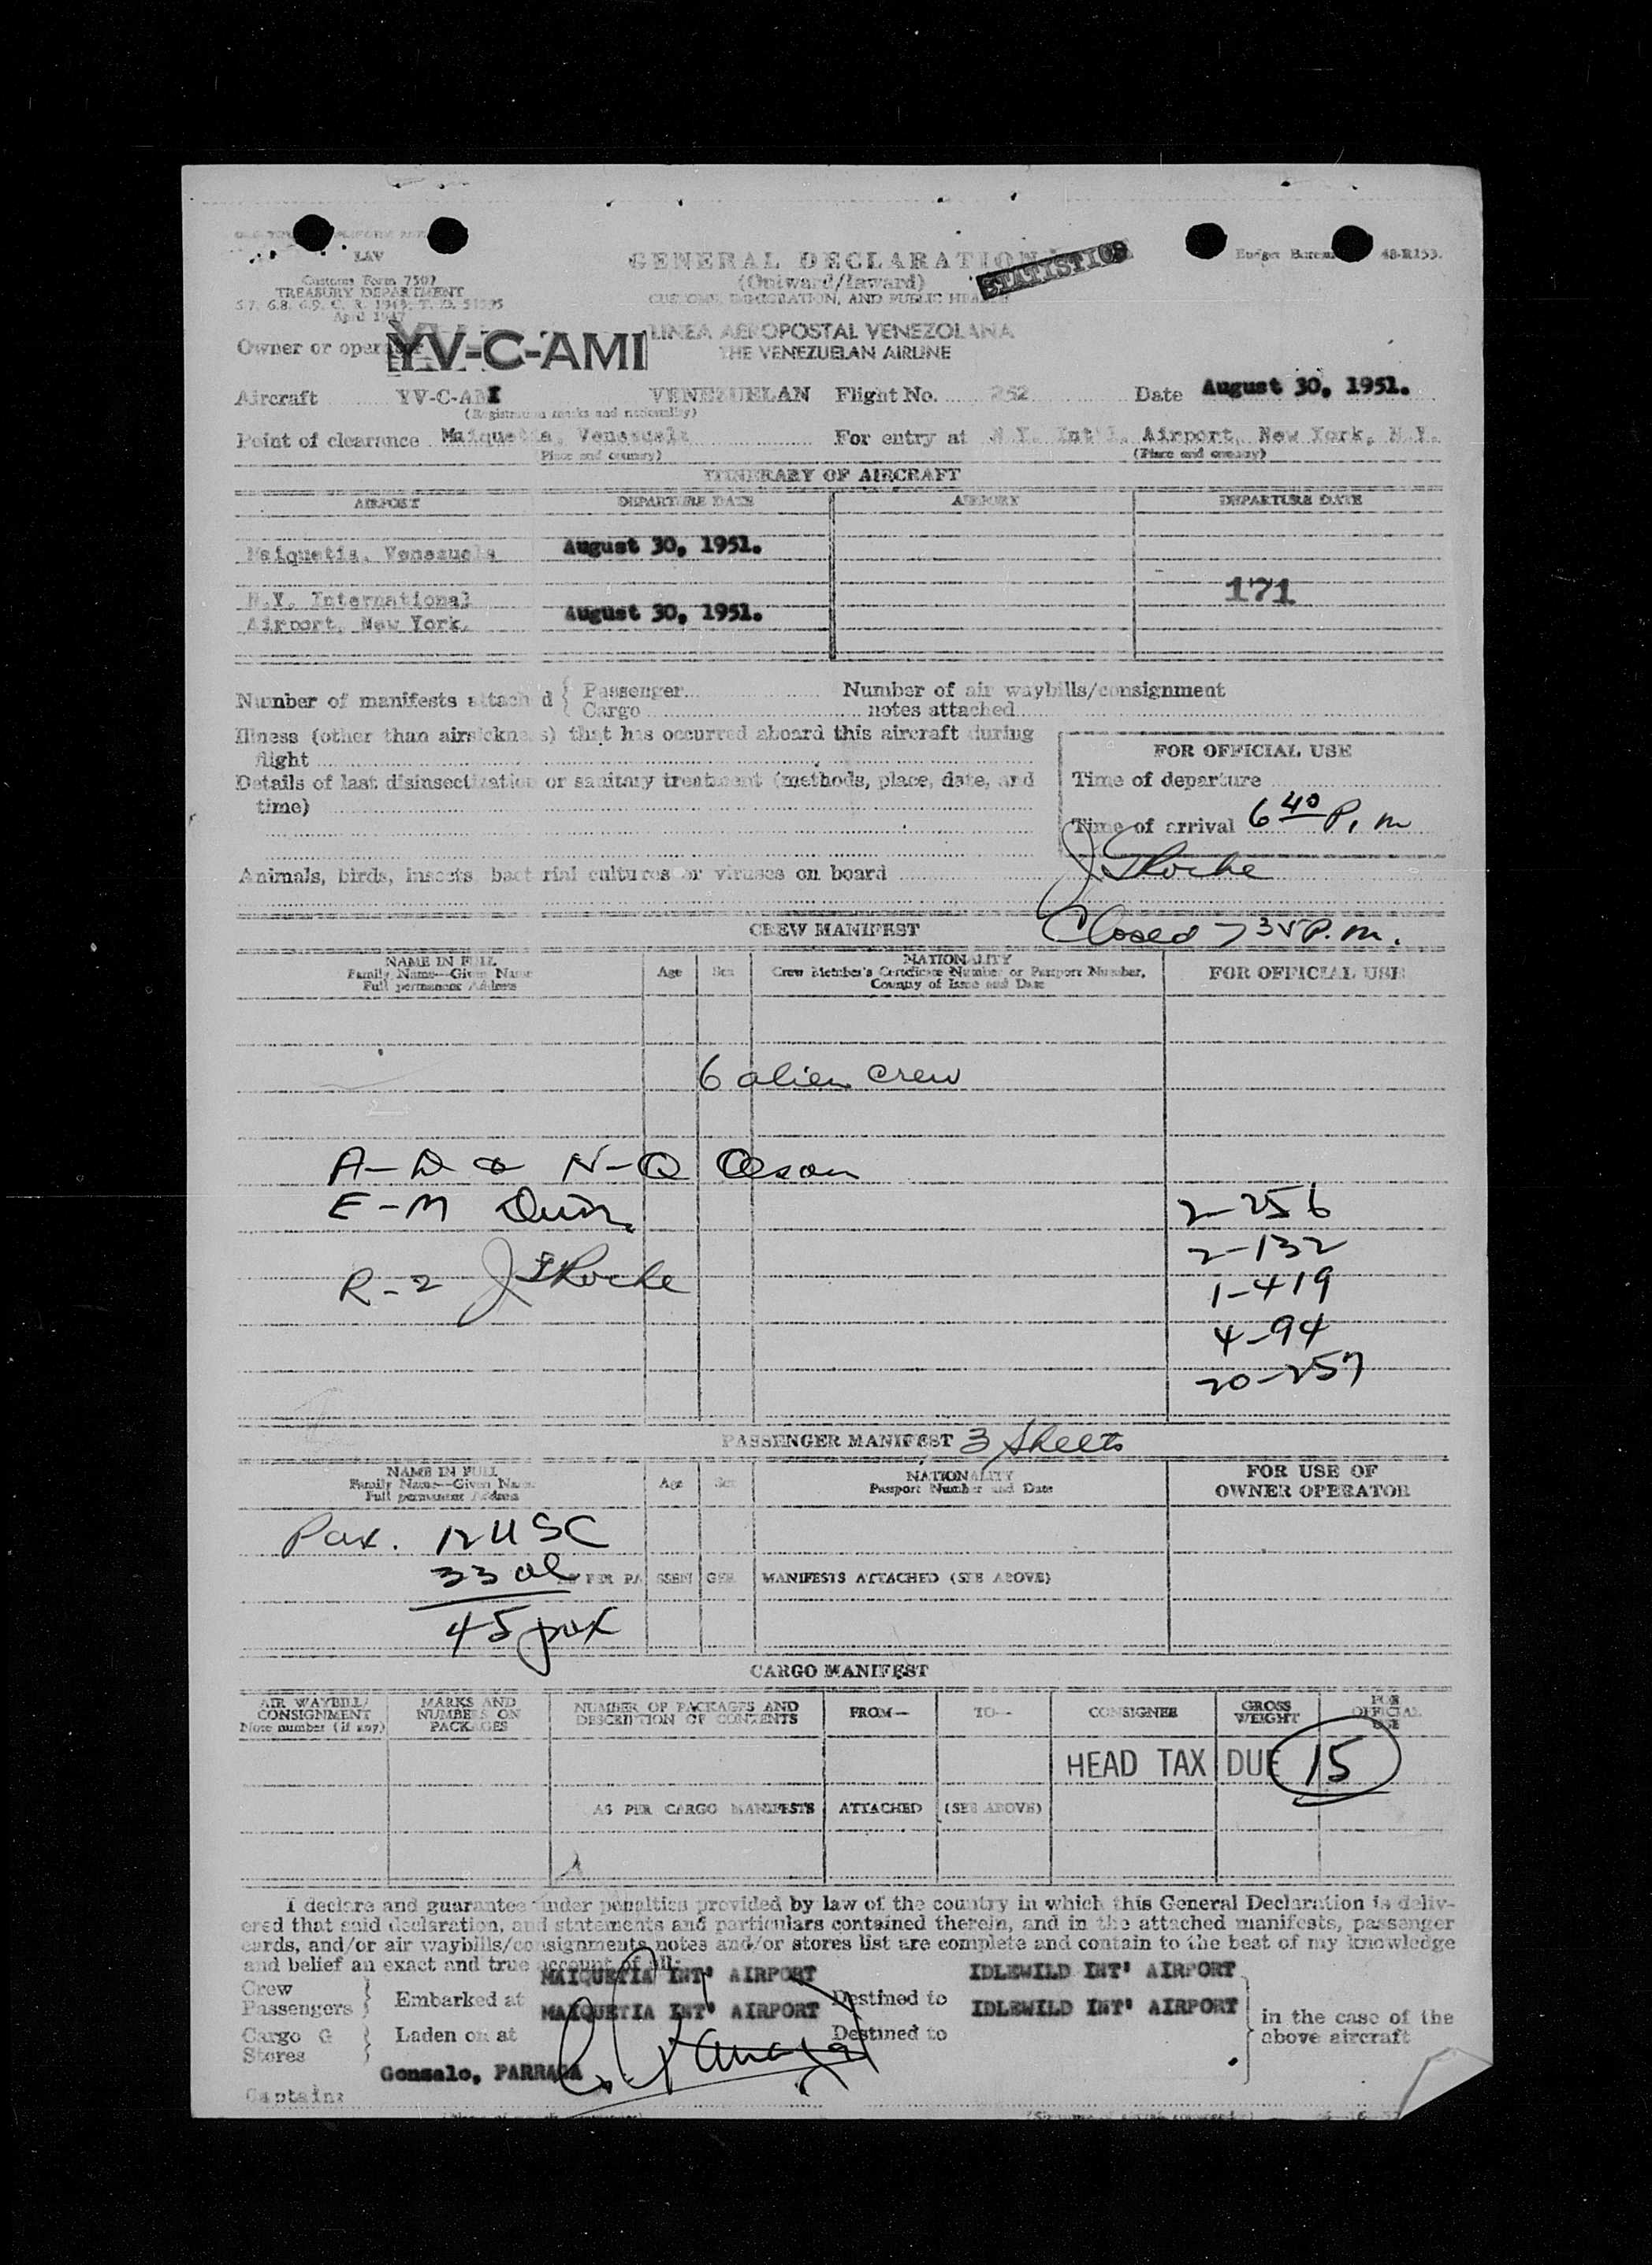 LAV
Customs Form 7507
TREASURY DEPARTMENT
April 1947
GENERAL DECLARATION
(Outward/Inward)
CUSTOMS, IMMIGRATION, AND PUBLIC HEALTH
STATISTICS
Budget Bureau 48-R153.
Owner or operator
YV-C-AMI
LINEA AEROPOSTAL VENEZOLANA
THE VENEZUELAN AIRLINE
Aircraft YV-C-AMI VENEZUELAN Flight No. 252 Date August 30, 1951.
(Registration marks and nationality)
Point of clearance Maiquetia, Venezuela For entry at N.Y. Int'l. Airport, New York, N.Y.
(Place and country) (Place and country)
ITINERARY OF AIRCRAFT
AIRPORT DEPARTURE DATE AIRPORT DEPARTURE DATE
Maiquetia, Venezuela August 30, 1951.
171
N.Y. International
Airport, New York. August 30, 1951.
Number of manifests attached { Passenger Number of air waybills/consignment
Cargo notes attached
Illness (other than airsickness) that has occurred aboard this aircraft during
flight
Details of last disinsectization or sanitary treatment (methods, place, date, and
time)
FOR OFFICIAL USE
Time of departure
Time of arrival 6 40 P.m
J Roche
Animals, birds, insects, bacterial cultures or viruses on board
Closed 7 35 P.m.
CREW MANIFEST
NAME IN FULL
Family Name—Given Name
Full permanent Address
Age Sex
NATIONALITY
Crew Member's Certificate Number or Passport Number,
Country of Issue and Date
FOR OFFICIAL USE
6 alien crew
A-D & N-Q Olson
E-M
R-2 J Roche
2-256
2-132
1-419
4-94
20-257
PASSENGER MANIFEST 3 Sheets
NAME IN FULL
Family Name—Given Name
Full permanent Address
Age Sex
NATIONALITY
Passport Number and Date
FOR USE OF
OWNER OPERATOR
Pax. 12 USC
33 al
45 pax
AS PER PASSENGER MANIFESTS ATTACHED (SEE ABOVE)
CARGO MANIFEST
AIR WAYBILL/
CONSIGNMENT
Note number (if any)
MARKS AND
NUMBERS ON
PACKAGES
NUMBER OF PACKAGES AND
DESCRIPTION OF CONTENTS
FROM— TO— CONSIGNEE
GROSS
WEIGHT
FOR
OFFICIAL
USE
HEAD TAX DUE 15
AS PER CARGO MANIFESTS ATTACHED (SEE ABOVE)
I declare and guarantee under penalties provided by law of the country in which this General Declaration is deliv-
ered that said declaration, and statements and particulars contained therein, and in the attached manifests, passenger
cards, and/or air waybills/consignments notes and/or stores list are complete and contain to the best of my knowledge
and belief an exact and true account of all:
Crew
Passengers } Embarked at MAIQUETIA INT' AIRPORT IDLEWILD INT' AIRPORT
MAIQUETIA INT' AIRPORT Destined to IDLEWILD INT' AIRPORT
Cargo G
Stores } Laden on at Destined to
in the case of the
above aircraft
Gonzalo, PARRAGA
Captain: